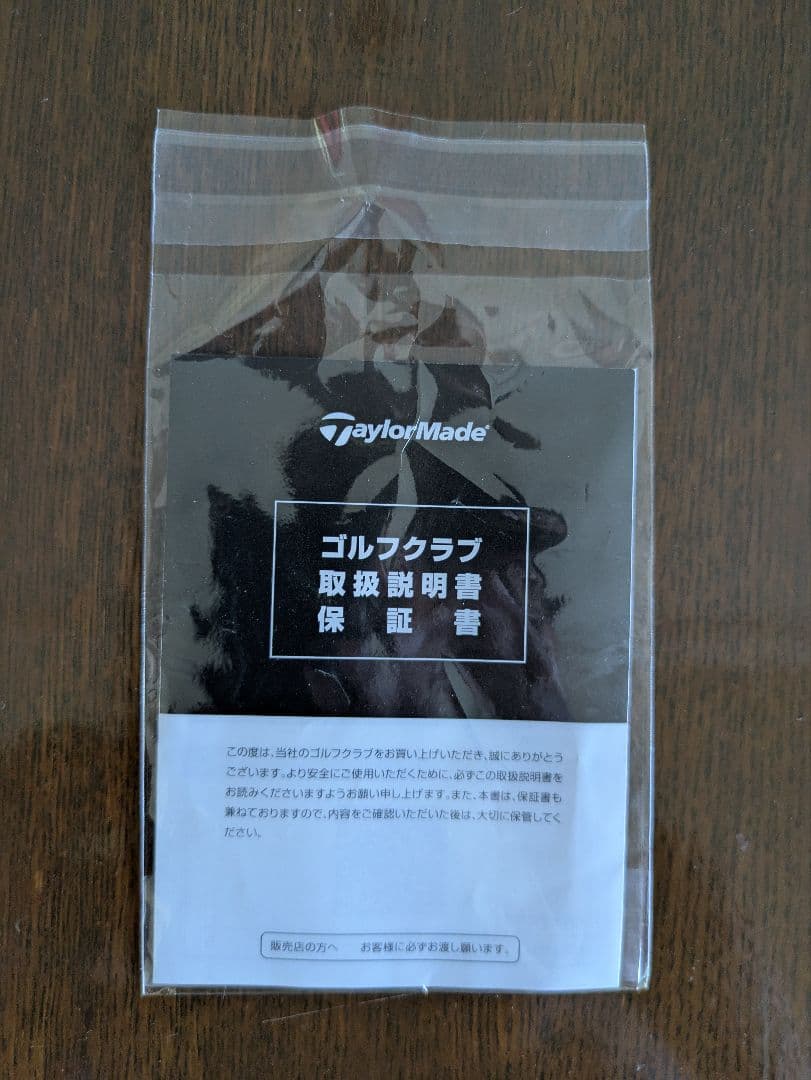 TaylorMade®
ゴルフクラブ
取扱説明書
保証書
この度は、当社のゴルフクラブをお買い上げいただき、誠にありがとう
ございます。より安全にご使用いただくために、必ずこの取扱説明書を
お読みくださいますようお願い申し上げます。また、本書は、保証書も
兼ねておりますので、内容をご確認いただいた後は、大切に保管してく
ださい。
販売店の方へ　お客様に必ずお渡し願います。